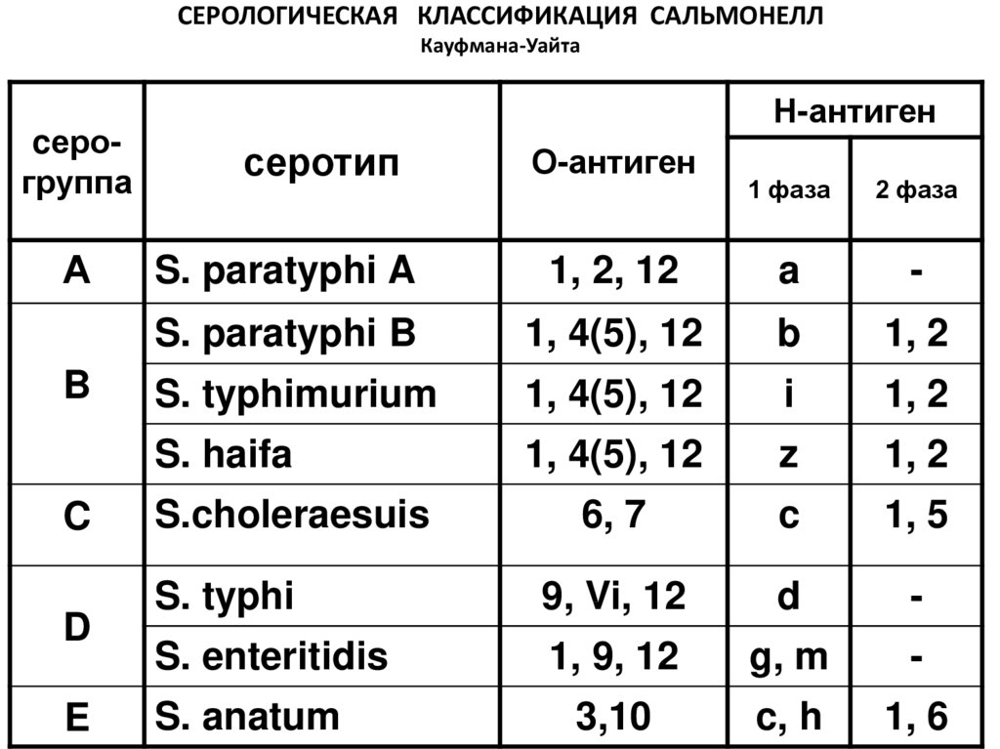 СЕРОЛОГИЧЕСКАЯ КЛАССИФИКАЦИЯ САЛЬМОНЕЛЛ
Кауфмана-Уайта
серо-
группа
серотип
О-антиген
Н-антиген
1 фаза
2 фаза
A S. paratyphi A 1, 2, 12 a -
B
S. paratyphi B 1, 4(5), 12 b 1, 2
S. typhimurium 1, 4(5), 12 i 1, 2
S. haifa 1, 4(5), 12 z 1, 2
C S.choleraesuis 6, 7 c 1, 5
D
S. typhi 9, Vi, 12 d -
S. enteritidis 1, 9, 12 g, m -
E S. anatum 3,10 c, h 1, 6